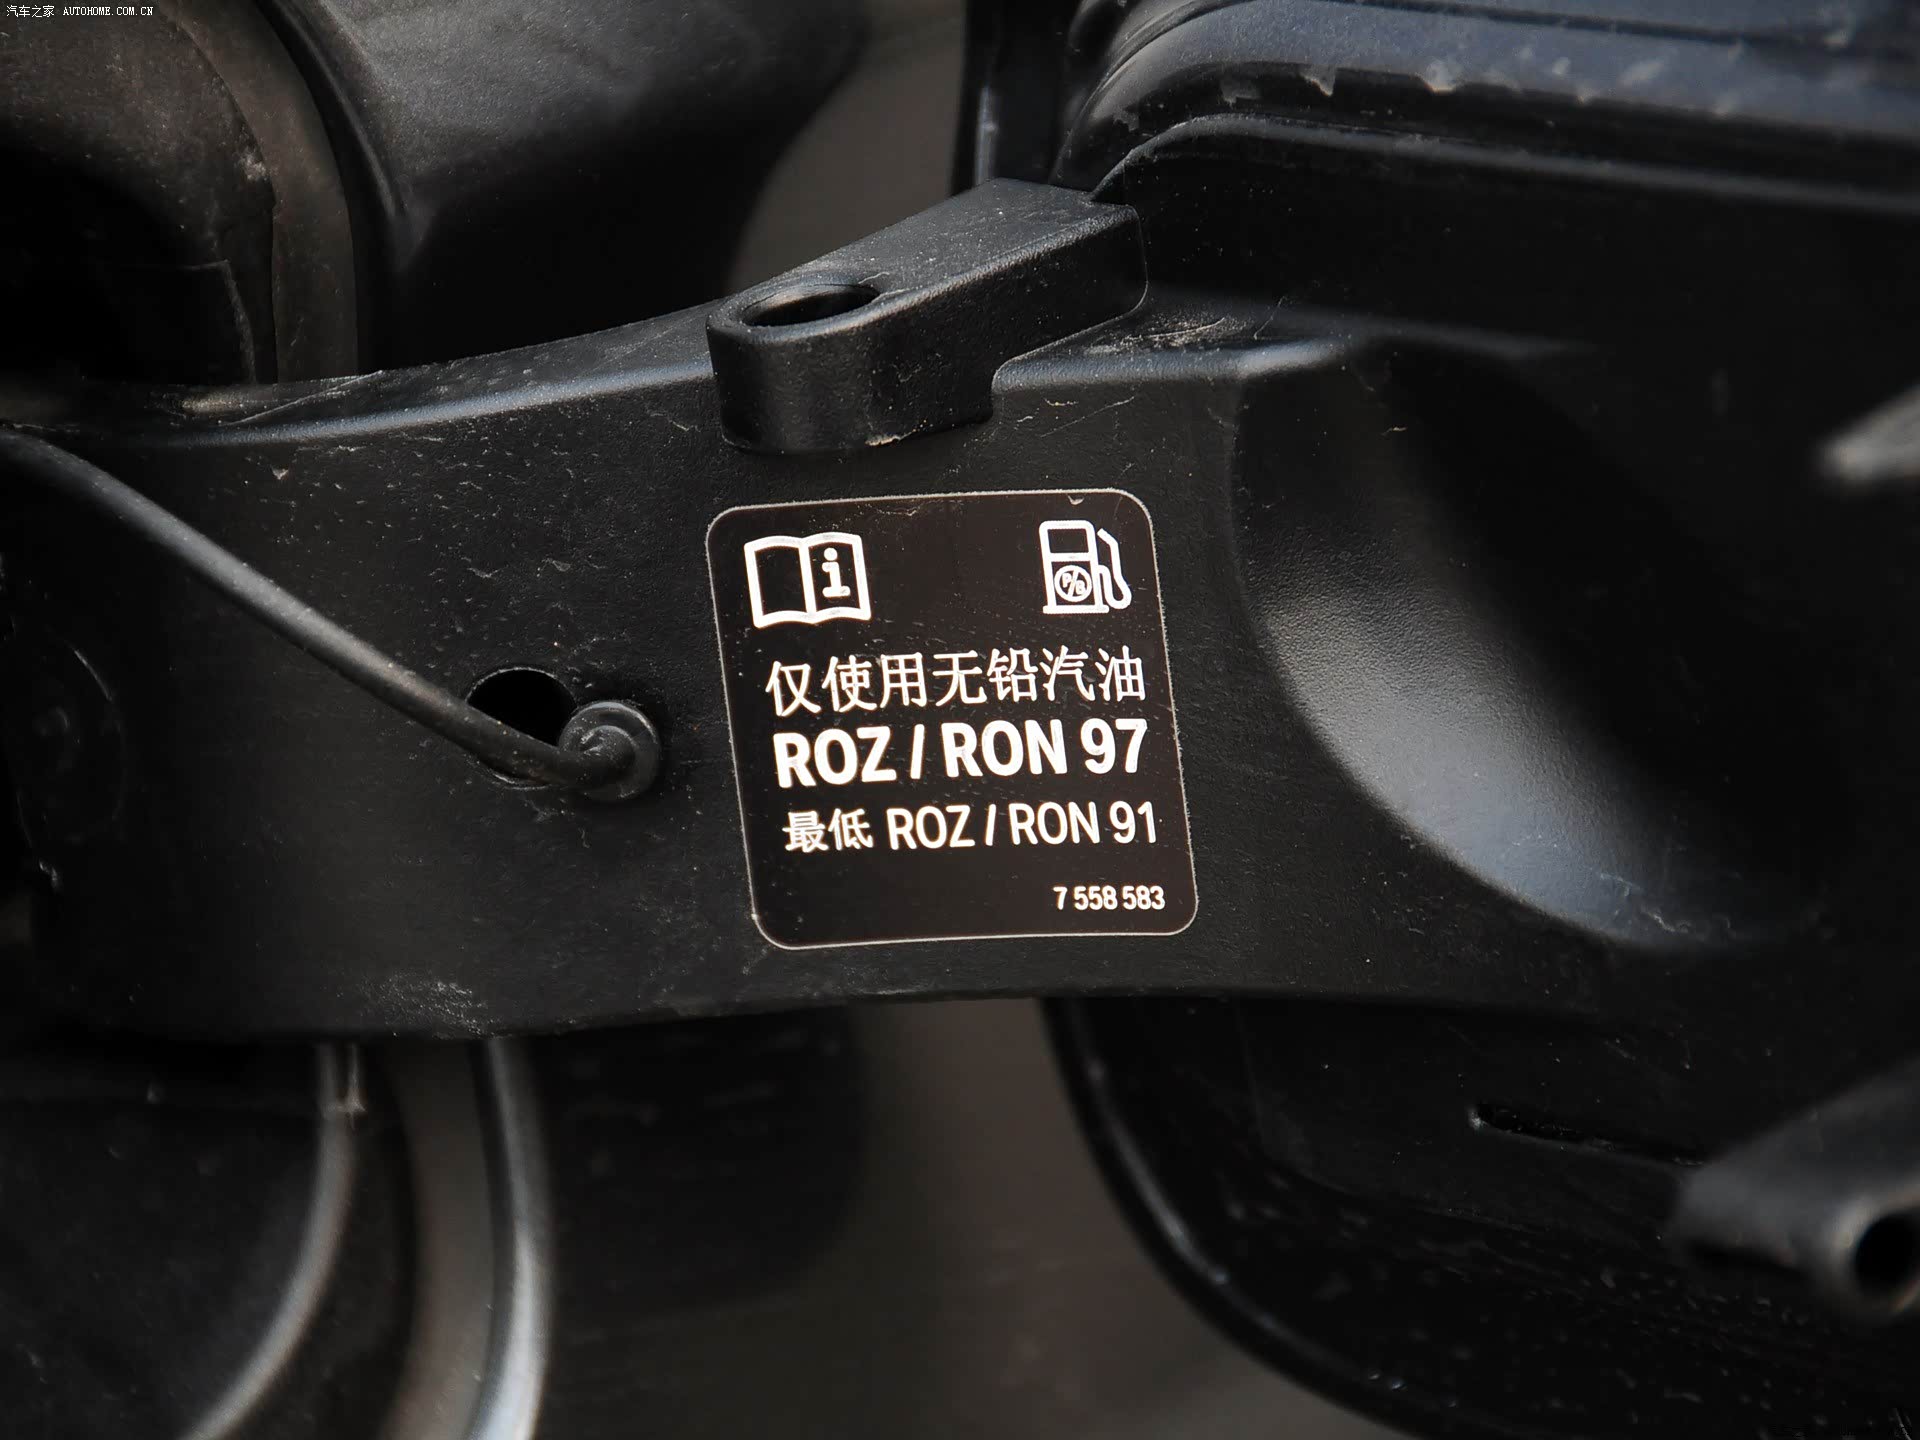 汽车之家 AUTOHOME.COM.CN
仅使用无铅汽油
ROZ / RON 97
最低 ROZ / RON 91
7 558 583